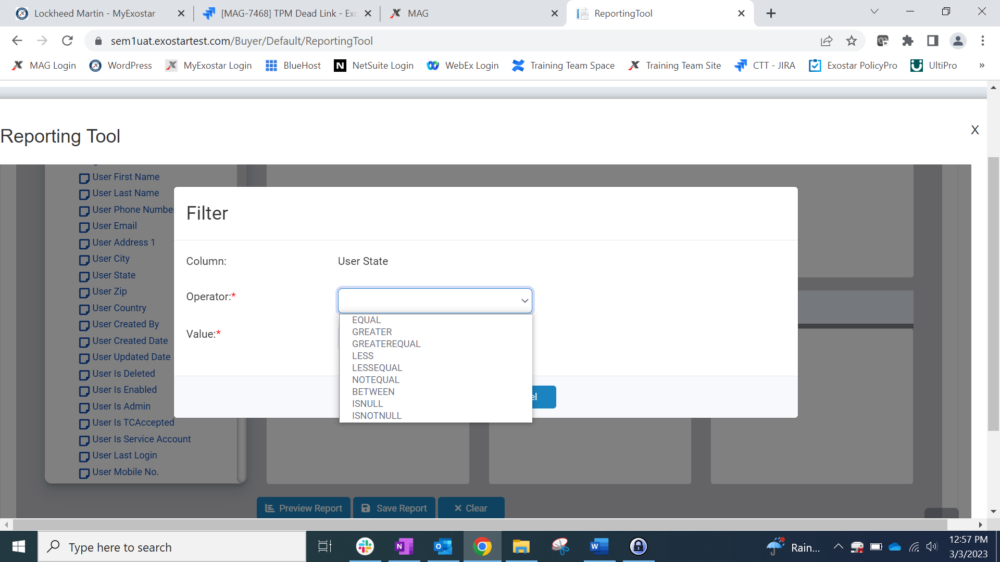 Lockheed Martin - MyExostar
[MAG-7468] TPM Dead Link - Exo
MAG
ReportingTool
sem1uat.exostartest.com/Buyer/Default/ReportingTool
MAG Login
WordPress
MyExostar Login
BlueHost
NetSuite Login
WebEx Login
Training Team Space
Training Team Site
CTT - JIRA
Exostar PolicyPro
UltiPro
»
Reporting Tool
X
User First Name
User Last Name
User Phone Number
User Email
User Address 1
User City
User State
User Zip
User Country
User Created By
User Created Date
User Updated Date
User Is Deleted
User Is Enabled
User Is Admin
User Is TCAccepted
User Is Service Account
User Last Login
User Mobile No.
Filter
Column:
User State
Operator:*
EQUAL
GREATER
GREATEREQUAL
LESS
LESSEQUAL
NOTEQUAL
BETWEEN
ISNULL
ISNOTNULL
Value:*
el
Preview Report
Save Report
Clear
Type here to search
Rain...
12:57 PM
3/3/2023